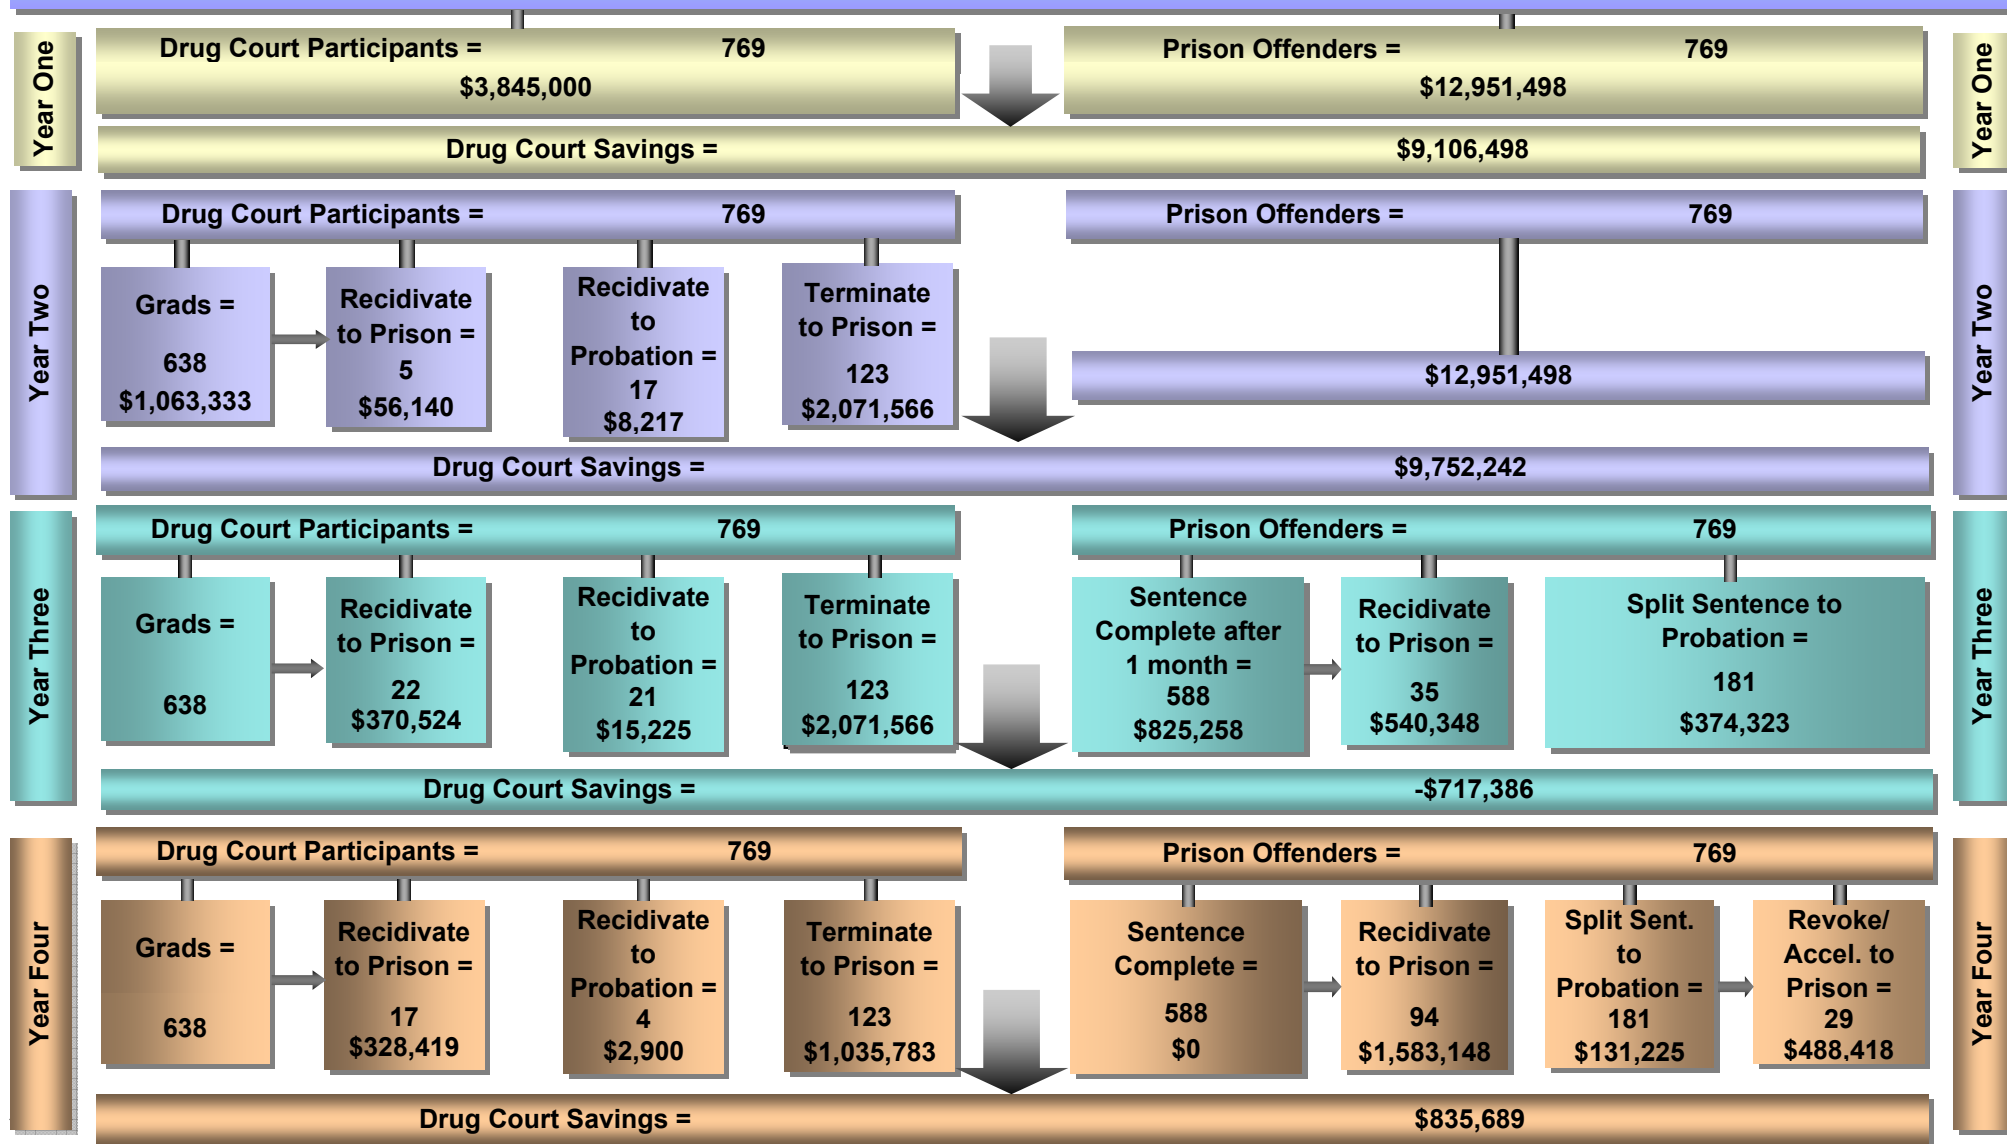 Year One
Drug Court Participants = 769
$3,845,000
Prison Offenders = 769
$12,951,498
Year One
Drug Court Savings = $9,106,498
Year Two
Drug Court Participants = 769
Prison Offenders = 769
Year Two
Grads =
638
$1,063,333
Recidivate
to Prison =
5
$56,140
Recidivate
to
Probation =
17
$8,217
Terminate
to Prison =
123
$2,071,566
$12,951,498
Drug Court Savings = $9,752,242
Year Three
Drug Court Participants = 769
Prison Offenders = 769
Year Three
Grads =
638
Recidivate
to Prison =
22
$370,524
Recidivate
to
Probation =
21
$15,225
Terminate
to Prison =
123
$2,071,566
Sentence
Complete after
1 month =
588
$825,258
Recidivate
to Prison =
35
$540,348
Split Sentence to
Probation =
181
$374,323
Drug Court Savings = -$717,386
Year Four
Drug Court Participants = 769
Prison Offenders = 769
Year Four
Grads =
638
Recidivate
to Prison =
17
$328,419
Recidivate
to
Probation =
4
$2,900
Terminate
to Prison =
123
$1,035,783
Sentence
Complete =
588
$0
Recidivate
to Prison =
94
$1,583,148
Split Sent.
to
Probation =
181
$131,225
Revoke/
Accel. to
Prison =
29
$488,418
Drug Court Savings = $835,689